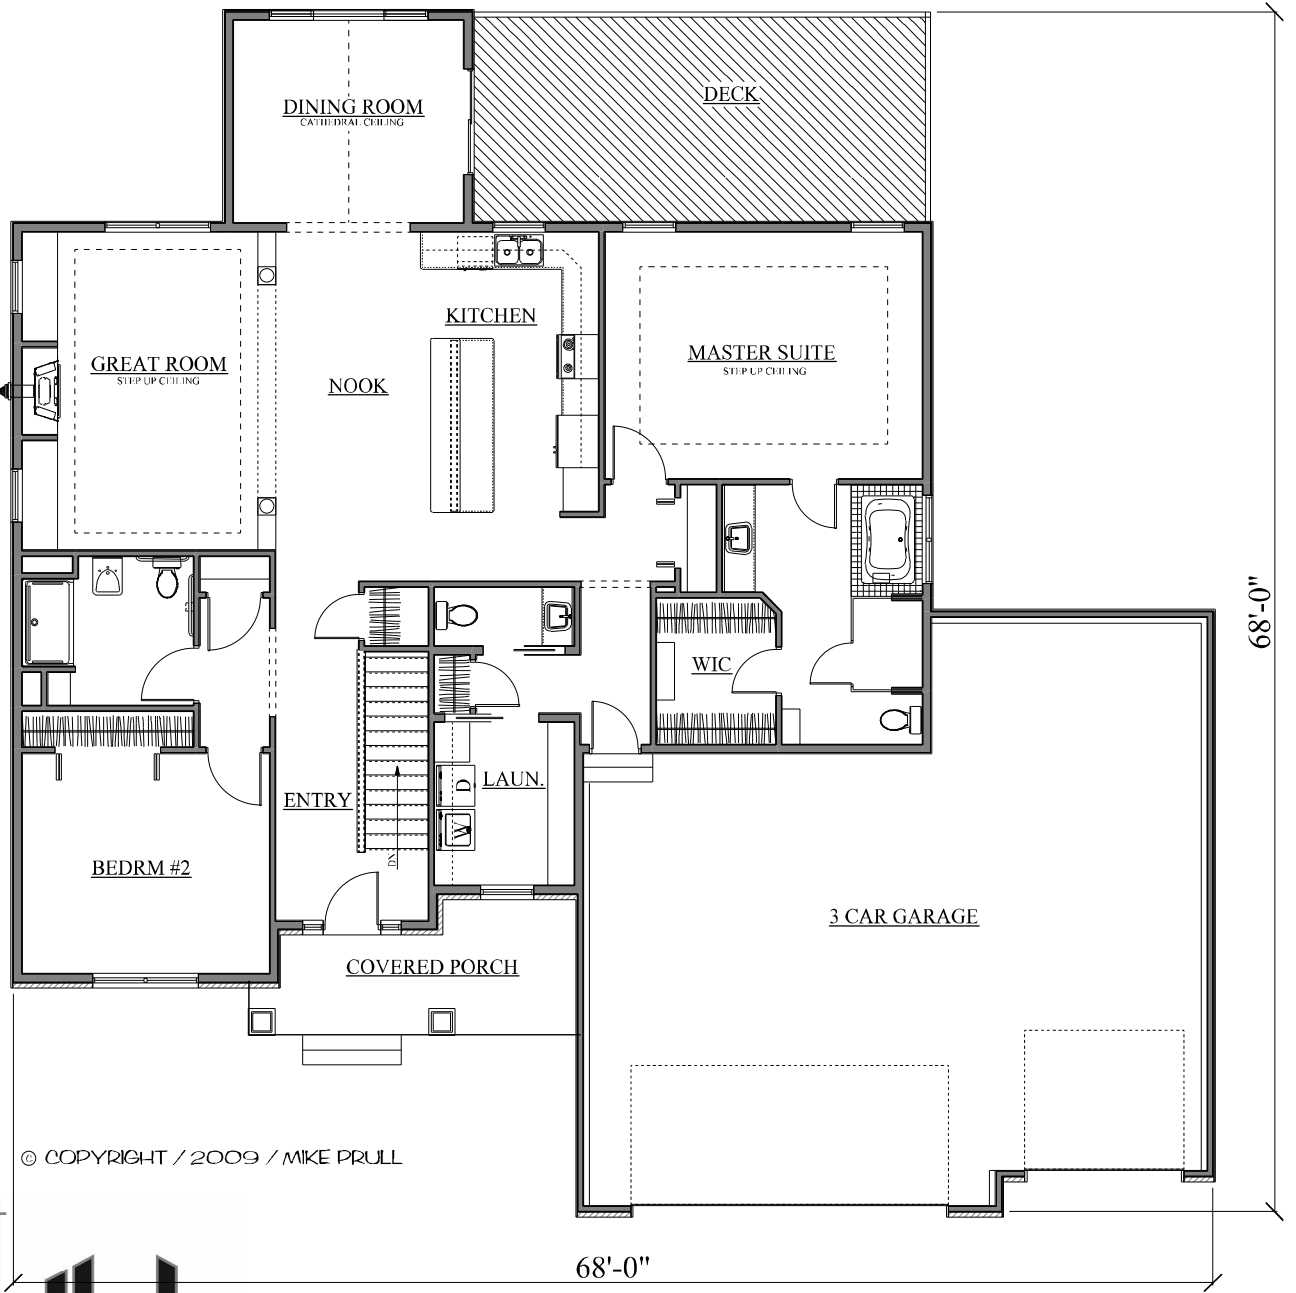 DINING ROOM
CATHEDRAL CEILING
DECK
KITCHEN
GREAT ROOM
STEP UP CEILING
NOOK
MASTER SUITE
STEP UP CEILING
68'-0"
WIC
LAUN.
D
W
ENTRY
DN
BEDRM #2
3 CAR GARAGE
COVERED PORCH
© COPYRIGHT / 2009 / MIKE PRULL
68'-0"